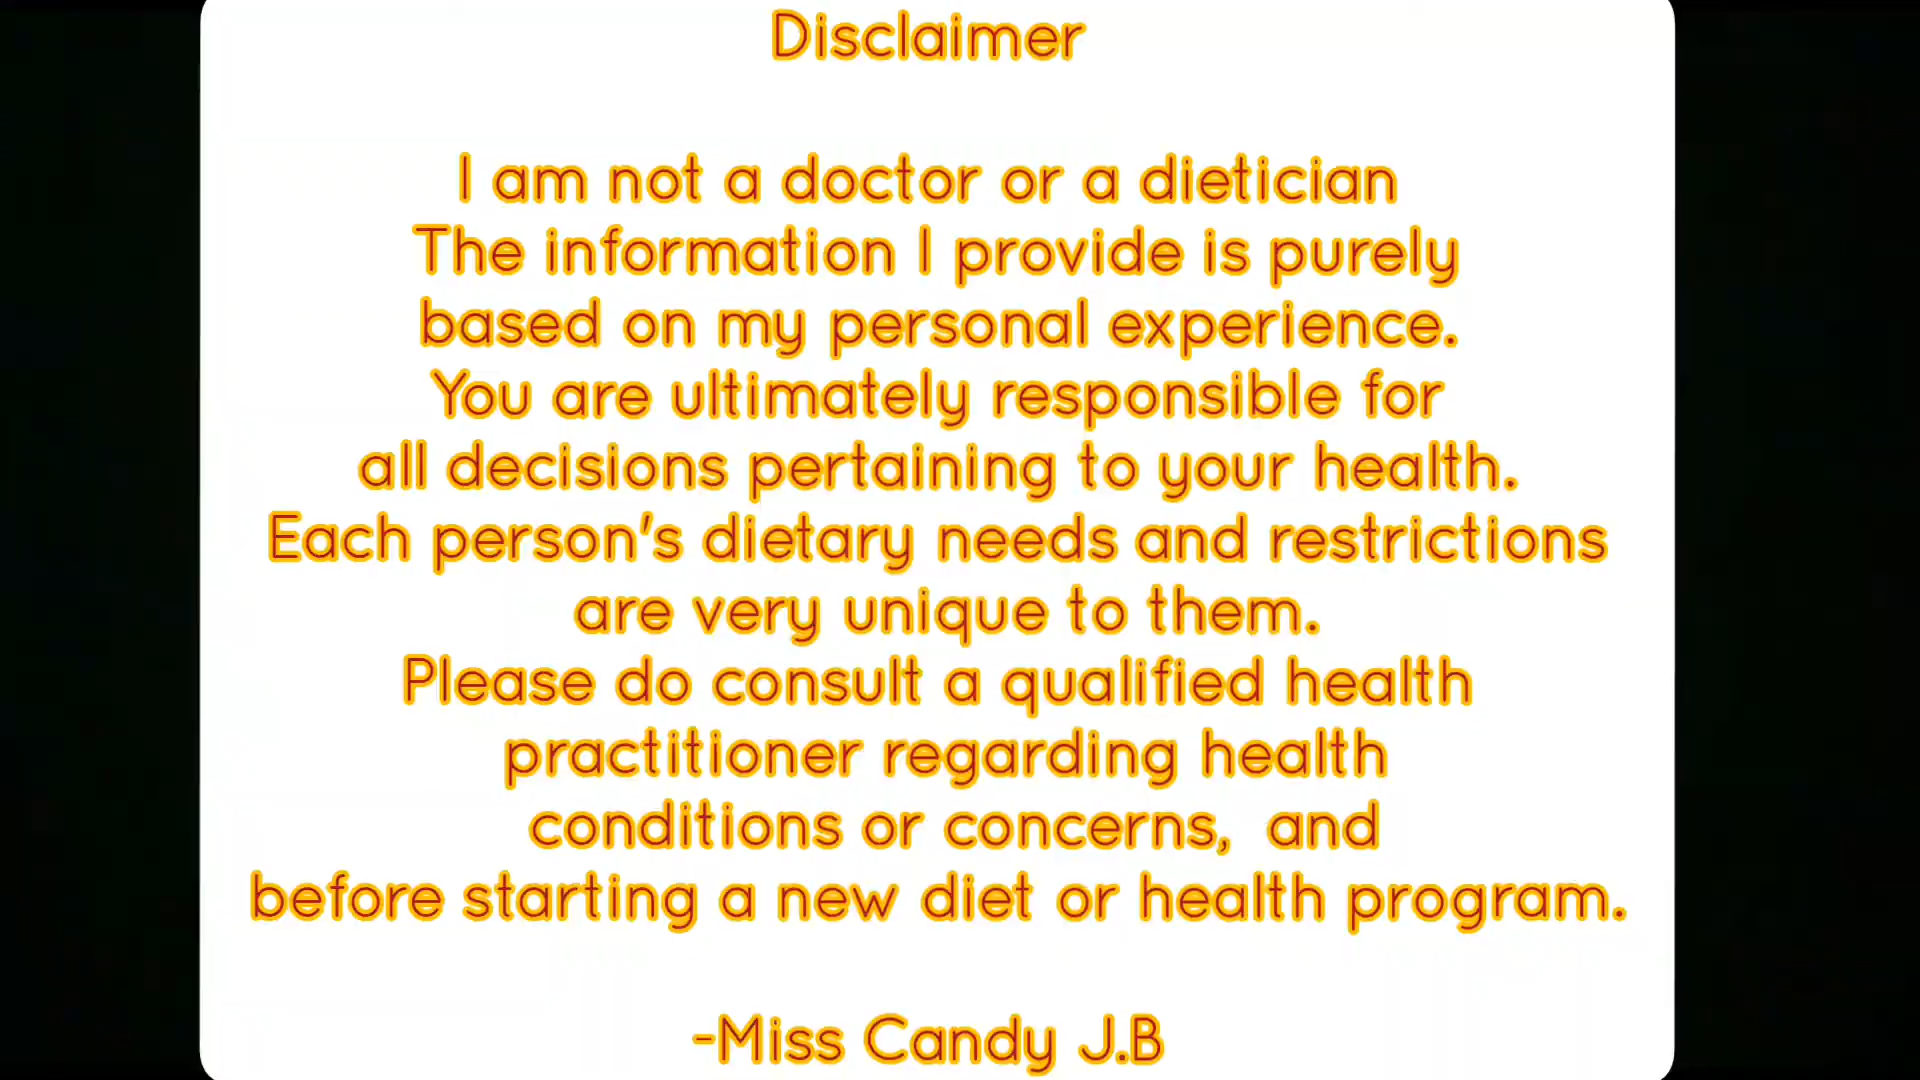 Disclaimer
I am not a doctor or a dietician
The information I provide is purely
based on my personal experience.
You are ultimately responsible for
all decisions pertaining to your health.
Each person's dietary needs and restrictions
are very unique to them.
Please do consult a qualified health
practitioner regarding health
conditions or concerns,  and
before starting a new diet or health program.
-Miss Candy J.B